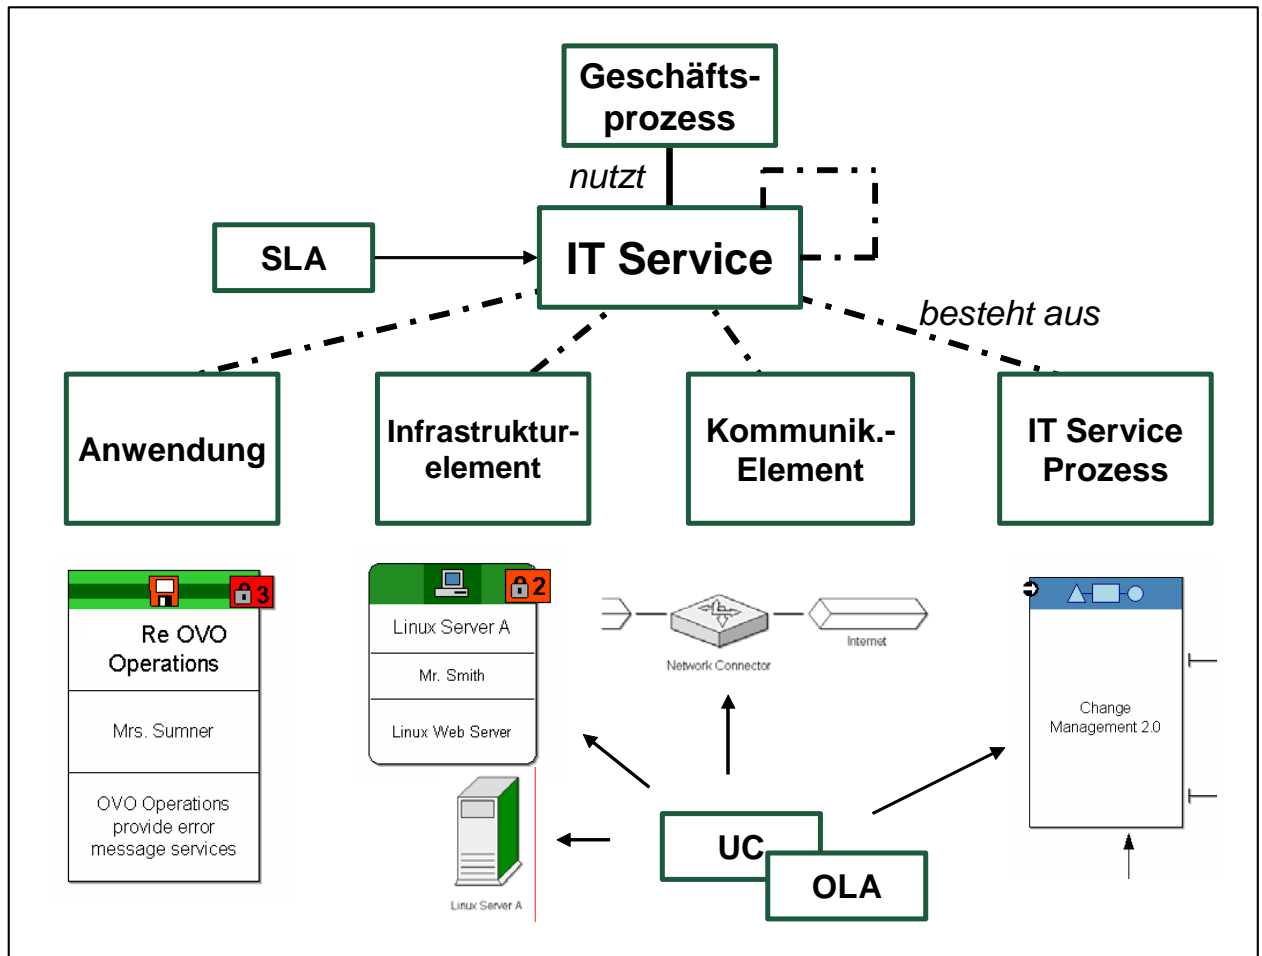 Geschäfts-
prozess
nutzt
SLA
IT Service
besteht aus
Anwendung
Infrastruktur-
element
Kommunik.-
Element
IT Service
Prozess
3
Re OVO
Operations
Mrs. Sumner
OVO Operations
provide error
message services
2
Linux Server A
Mr. Smith
Linux Web Server
Linux Server A
Network Connector
Internet
Change
Management 2.0
UC
OLA